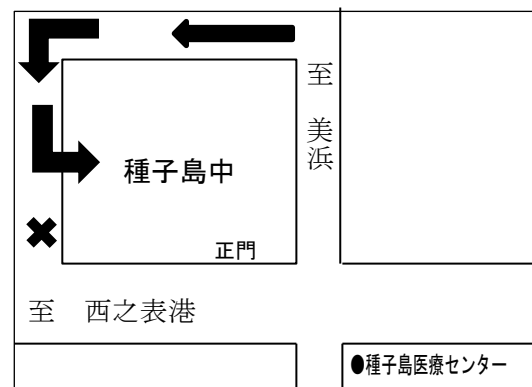 至　美浜
種子島中
正門
至　西之表港
●種子島医療センター